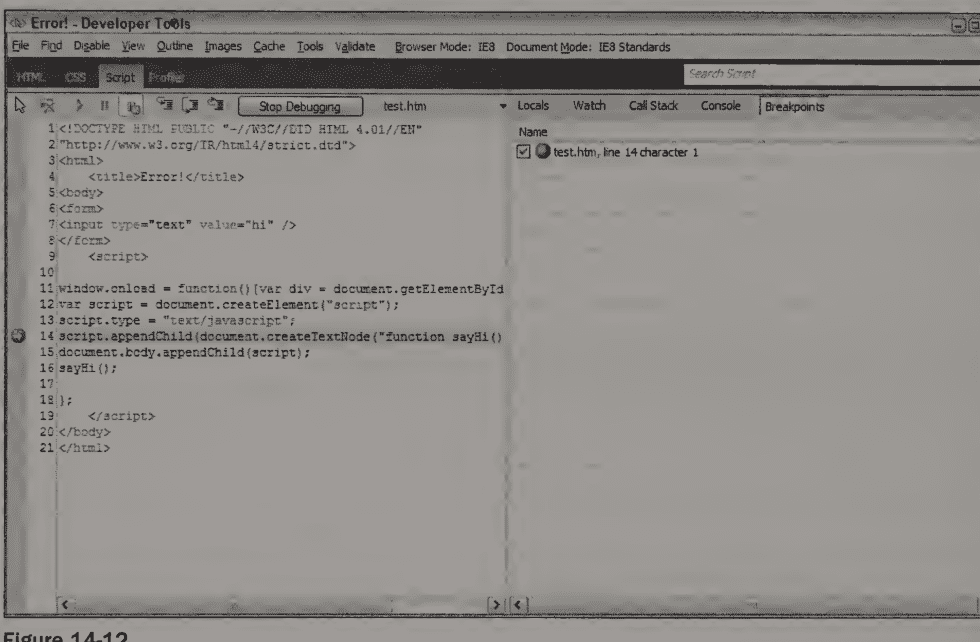 Error! - Developer Tools
File Find Disable View Outline Images Cache Tools Validate Browser Mode: IE8 Document Mode: IE8 Standards
HTML CSS Script Profiler Search Script
Stop Debugging test.htm Locals Watch Call Stack Console Breakpoints
Name
test.htm, line 14 character 1
1 <!DOCTYPE HTML PUBLIC "-//W3C//DTD HTML 4.01//EN"
2 "http://www.w3.org/TR/html4/strict.dtd">
3 <html>
4 <title>Error!</title>
5 <body>
6 <form>
7 <input type="text" value="hi" />
8 </form>
9 <script>
10
11 window.onload = function(){var div = document.getElementById
12 var script = document.createElement("script");
13 script.type = "text/javascript";
14 script.appendChild(document.createTextNode("function sayHi()
15 document.body.appendChild(script);
16 sayHi();
17
18 };
19 </script>
20 </body>
21 </html>
Figure 14-12